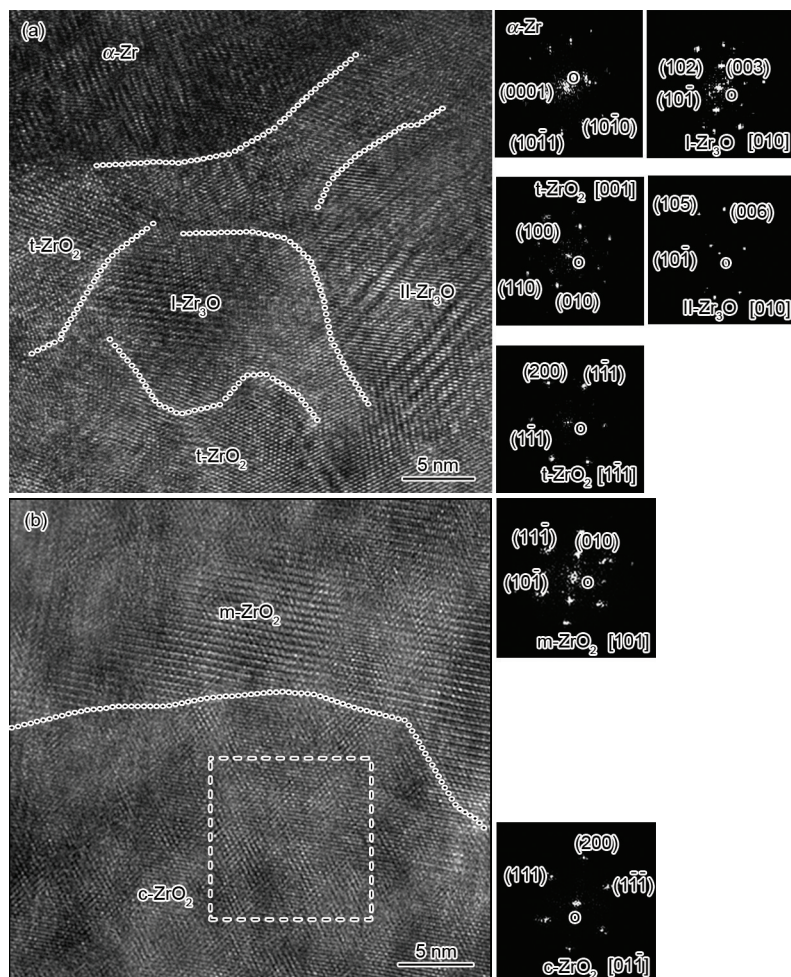 (a)
α-Zr
t-ZrO₂
I-Zr₃O
II-Zr₃O
t-ZrO₂
5 nm
α-Zr
O
(0001)
(101̄0)
(101̄1)
(102)
(003)
(101̄)
O
I-Zr₃O [010]
t-ZrO₂ [001]
(100)
O
(110)
(010)
(105)
(006)
(101̄)
O
II-Zr₃O [010]
(200)
(11̄1)
O
(11̄1)
t-ZrO₂ [11̄1]
(b)
m-ZrO₂
c-ZrO₂
5 nm
(111̄)
(010)
(101̄)
O
m-ZrO₂ [101]
(200)
(111)
(11̄1̄)
O
c-ZrO₂ [011̄]